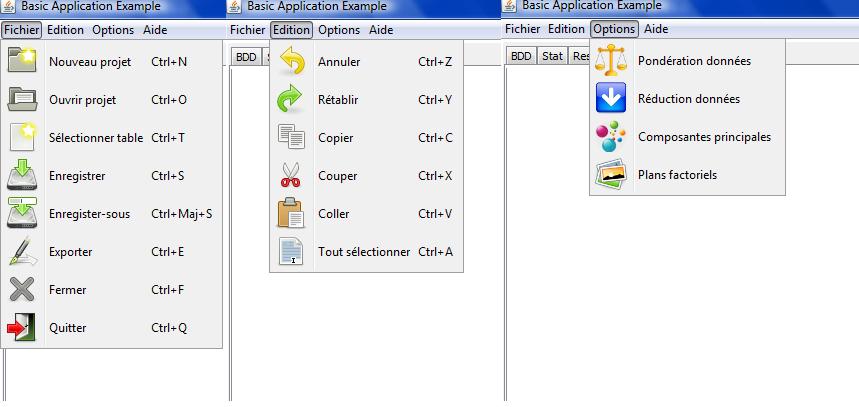 Basic Application Example
Fichier Edition Options Aide
Nouveau projet Ctrl+N
Ouvrir projet Ctrl+O
Sélectionner table Ctrl+T
Enregistrer Ctrl+S
Enregister-sous Ctrl+Maj+S
Exporter Ctrl+E
Fermer Ctrl+F
Quitter Ctrl+Q
Basic Application Example
Fichier Edition Options Aide
BDD
Annuler Ctrl+Z
Rétablir Ctrl+Y
Copier Ctrl+C
Couper Ctrl+X
Coller Ctrl+V
Tout sélectionner Ctrl+A
Basic Application Example
Fichier Edition Options Aide
BDD Stat Res
Pondération données
Réduction données
Composantes principales
Plans factoriels